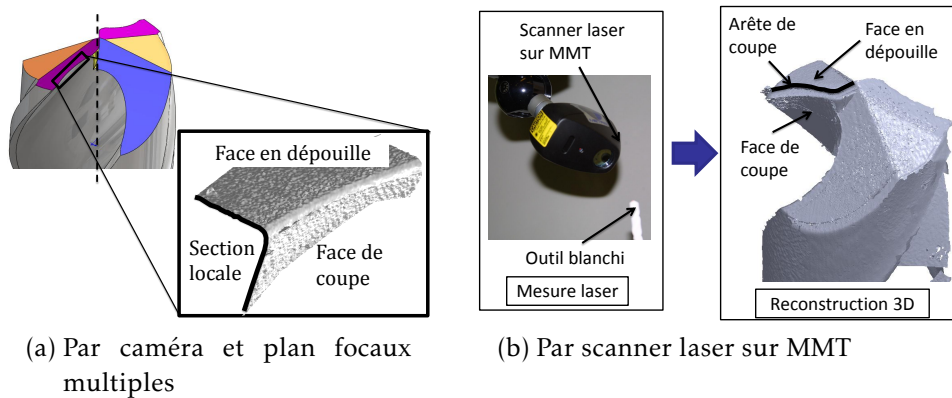 Face en dépouille
Section
locale
Face de
coupe
Scanner laser
sur MMT
Outil blanchi
Mesure laser
Arête de
coupe
Face en
dépouille
Face de
coupe
Reconstruction 3D
(a) Par caméra et plan focaux
multiples
(b) Par scanner laser sur MMT